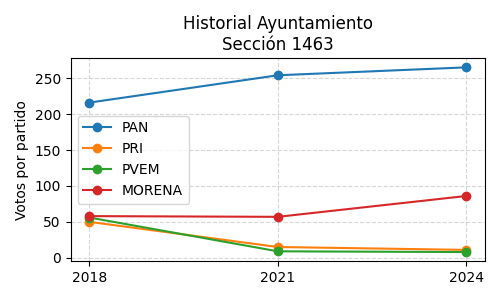 Historial Ayuntamiento
Sección 1463
Votos por partido
250
200
150
100
50
0
PAN
PRI
PVEM
MORENA
2018
2021
2024